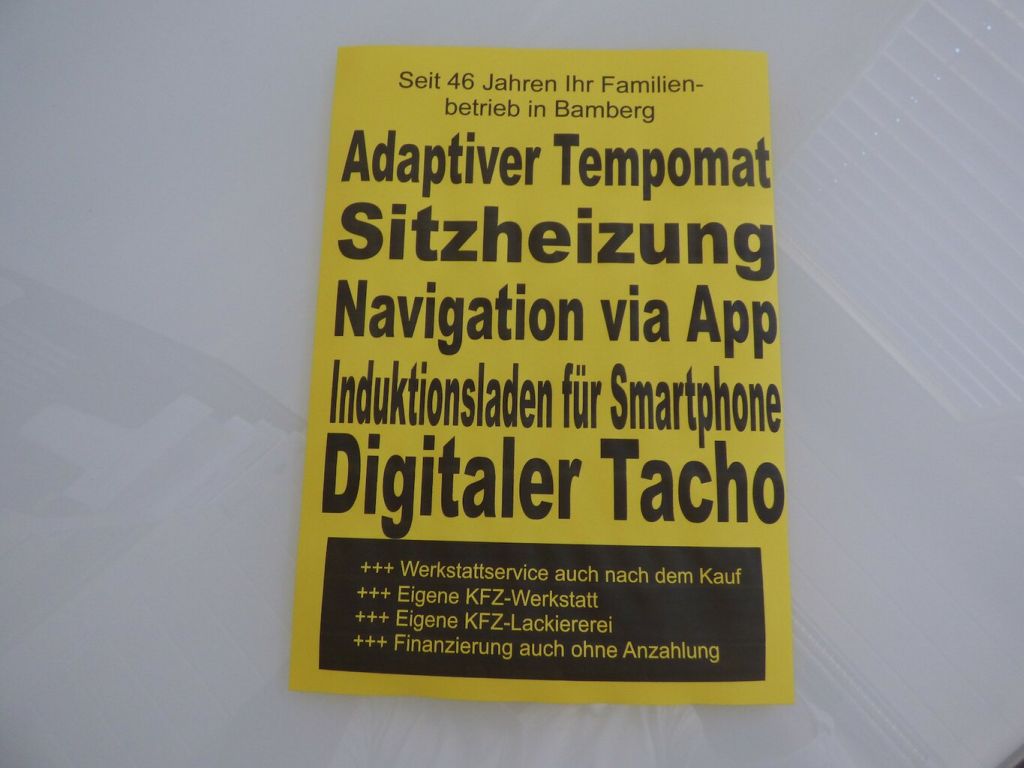 Seit 46 Jahren Ihr Familien-
betrieb in Bamberg
Adaptiver Tempomat
Sitzheizung
Navigation via App
Induktionsladen für Smartphone
Digitaler Tacho
+++ Werkstattservice auch nach dem Kauf
+++ Eigene KFZ-Werkstatt
+++ Eigene KFZ-Lackiererei
+++ Finanzierung auch ohne Anzahlung